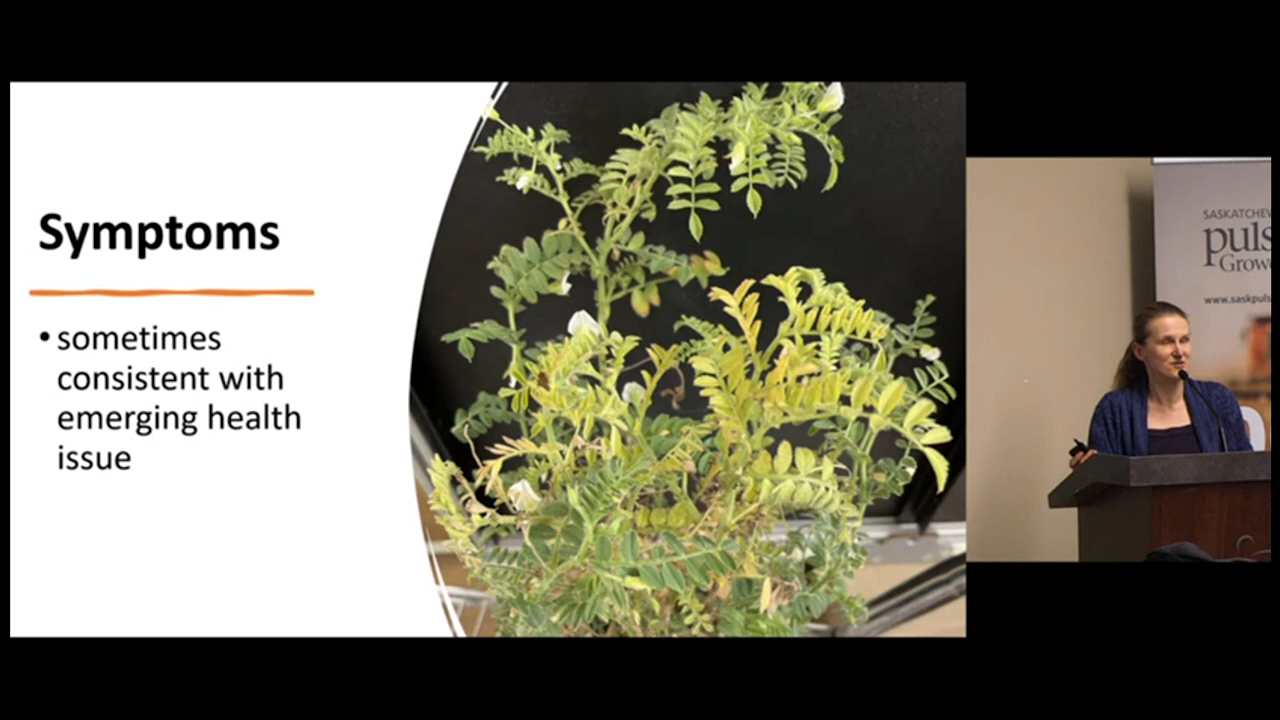 Symptoms
• sometimes
consistent with
emerging health
issue
SASKATCHEW
puls
Grow
www.saskpuls